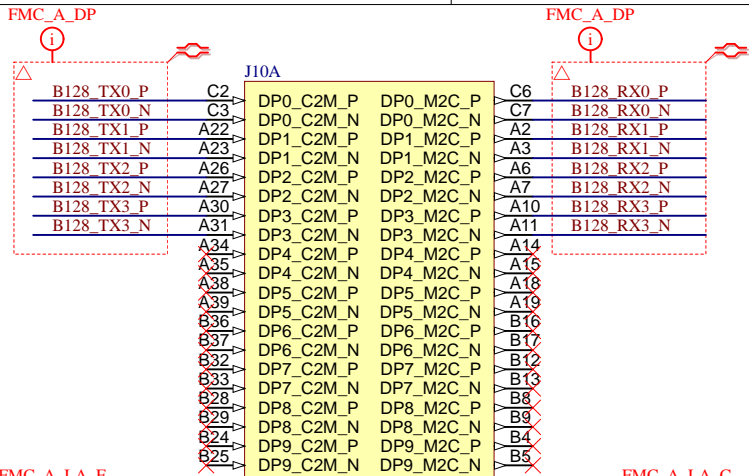 FMC_A_DP
FMC_A_DP
i
i
J10A
B128_TX0_P C2 DP0_C2M_P DP0_M2C_P C6 B128_RX0_P
B128_TX0_N C3 DP0_C2M_N DP0_M2C_N C7 B128_RX0_N
B128_TX1_P A22 DP1_C2M_P DP1_M2C_P A2 B128_RX1_P
B128_TX1_N A23 DP1_C2M_N DP1_M2C_N A3 B128_RX1_N
B128_TX2_P A26 DP2_C2M_P DP2_M2C_P A6 B128_RX2_P
B128_TX2_N A27 DP2_C2M_N DP2_M2C_N A7 B128_RX2_N
B128_TX3_P A30 DP3_C2M_P DP3_M2C_P A10 B128_RX3_P
B128_TX3_N A31 DP3_C2M_N DP3_M2C_N A11 B128_RX3_N
A34 DP4_C2M_P DP4_M2C_P A14
A35 DP4_C2M_N DP4_M2C_N A15
A38 DP5_C2M_P DP5_M2C_P A18
A39 DP5_C2M_N DP5_M2C_N A19
B36 DP6_C2M_P DP6_M2C_P B16
B37 DP6_C2M_N DP6_M2C_N B17
B32 DP7_C2M_P DP7_M2C_P B12
B33 DP7_C2M_N DP7_M2C_N B13
B28 DP8_C2M_P DP8_M2C_P B8
B29 DP8_C2M_N DP8_M2C_N B9
B24 DP9_C2M_P DP9_M2C_P B4
B25 DP9_C2M_N DP9_M2C_N B5